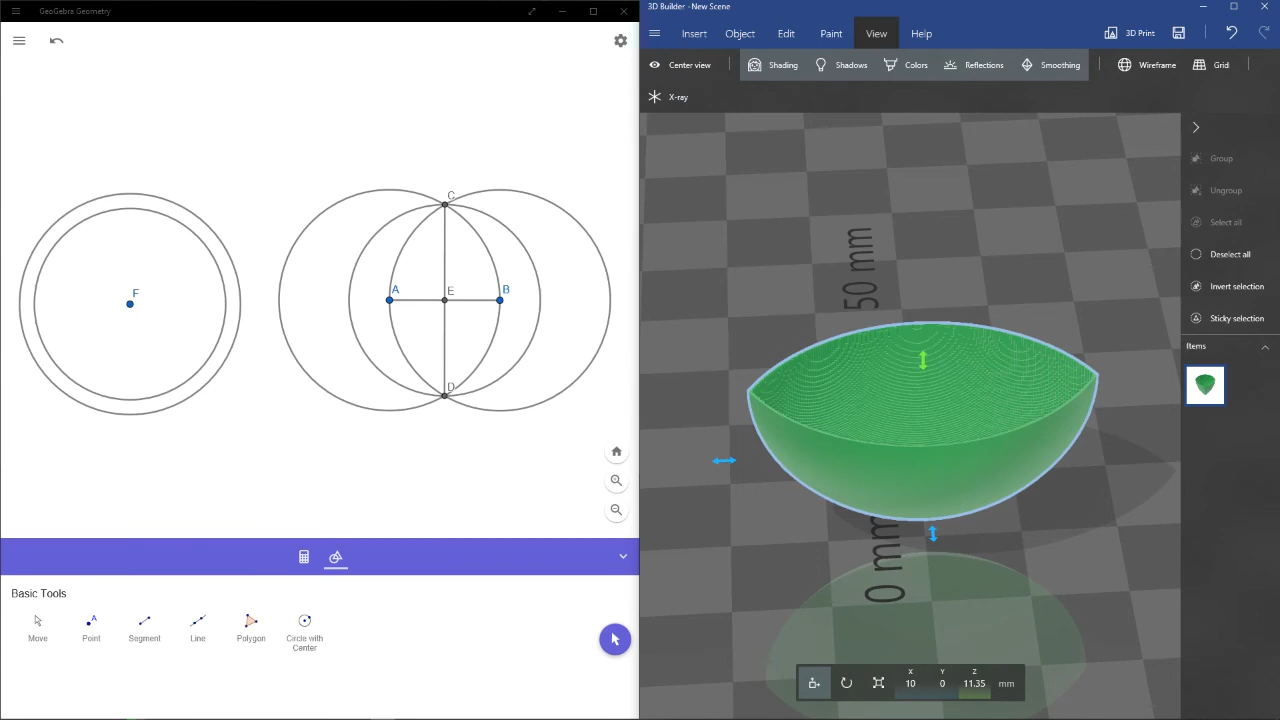 GeoGebra Geometry
C
F
A
E
B
D
Basic Tools
Move
Point
Segment
Line
Polygon
Circle with
Center
A
3D Builder - New Scene
Insert
Object
Edit
Paint
View
Help
3D Print
Center view
Shading
Shadows
Colors
Reflections
Smoothing
Wireframe
Grid
X-ray
Group
Ungroup
Select all
Deselect all
Invert selection
Sticky selection
Items
50 mm
0 mm
X Y Z
10 0 11.35 mm